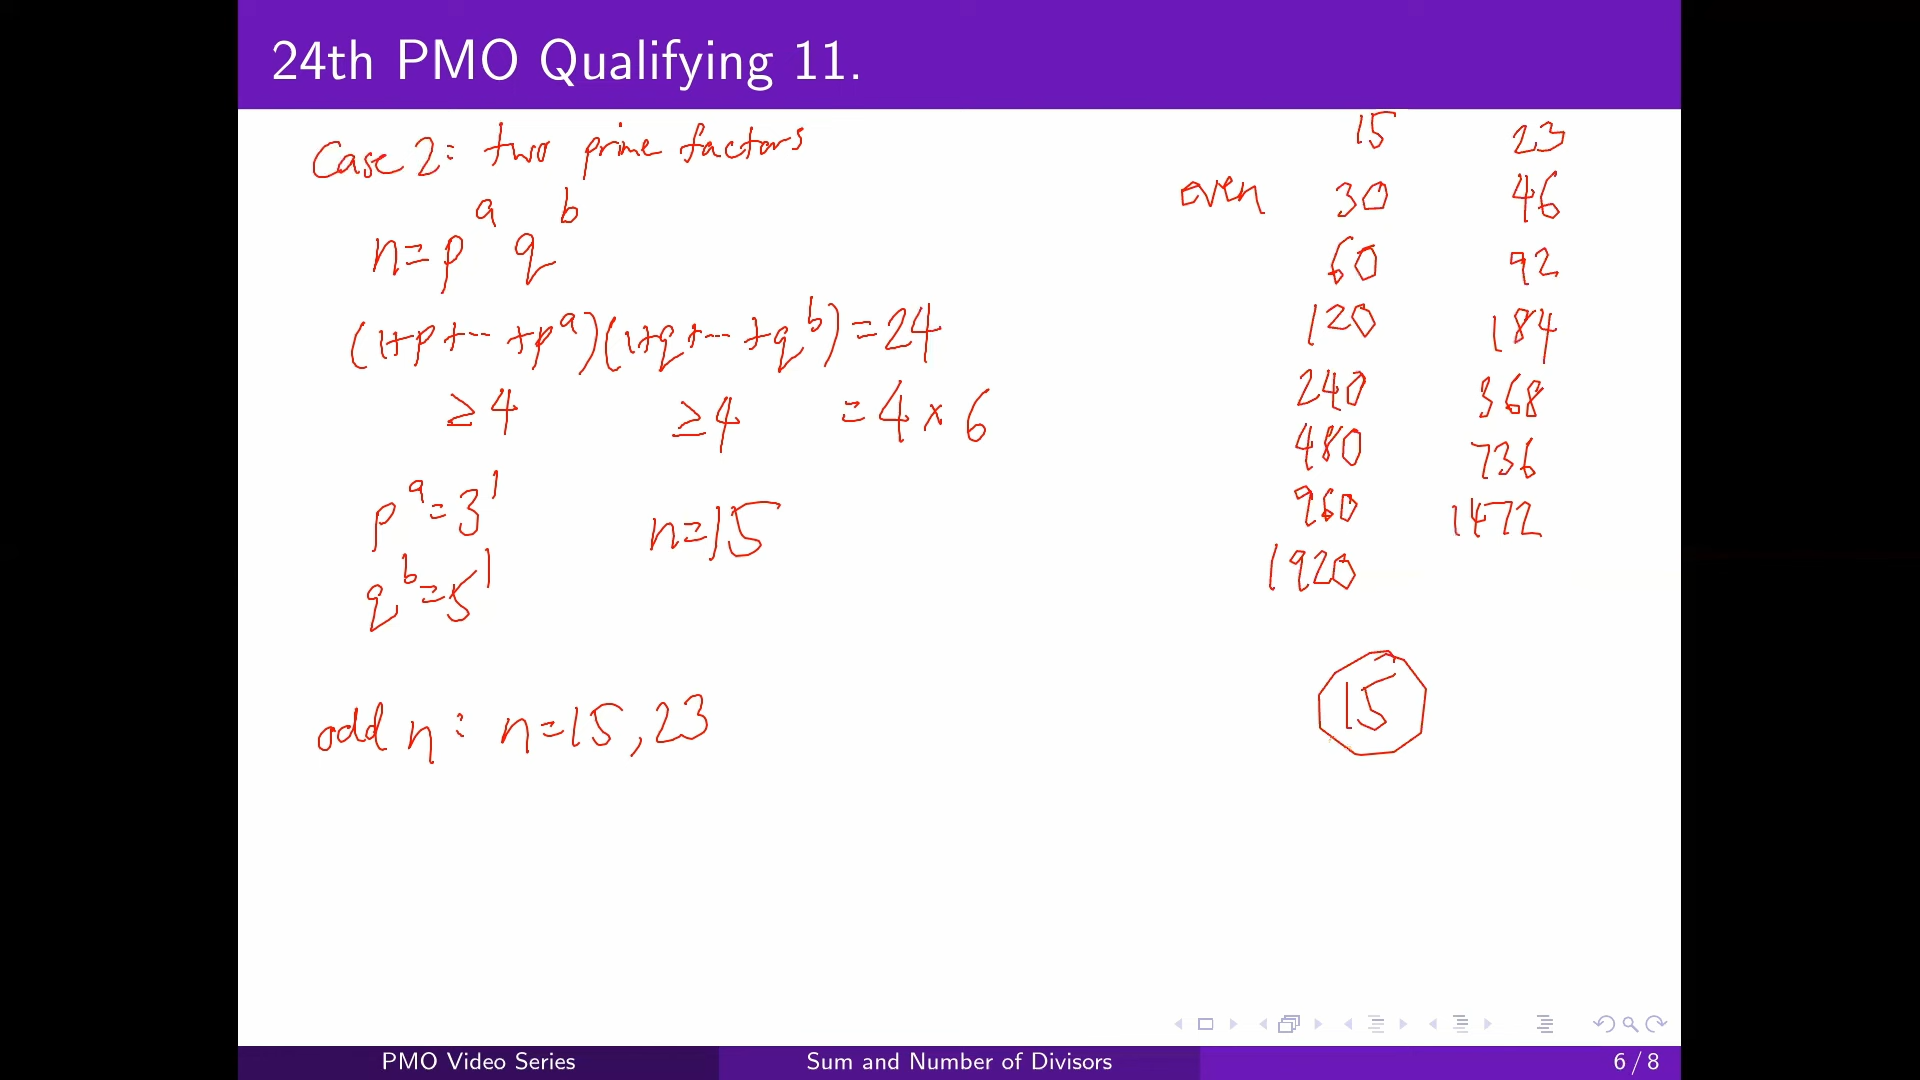 24th PMO Qualifying 11.
Case 2: two prime factors
n=p^a q^b
(1+p+...+p^a)(1+q+...+q^b)=24
≥4 ≥4 =4×6
p^a=3^1
n=15
q^b=5^1
odd n: n=15,23
15 23
even 30 46
60 92
120 184
240 368
480 736
960 1472
1920
15
PMO Video Series
Sum and Number of Divisors
6 / 8